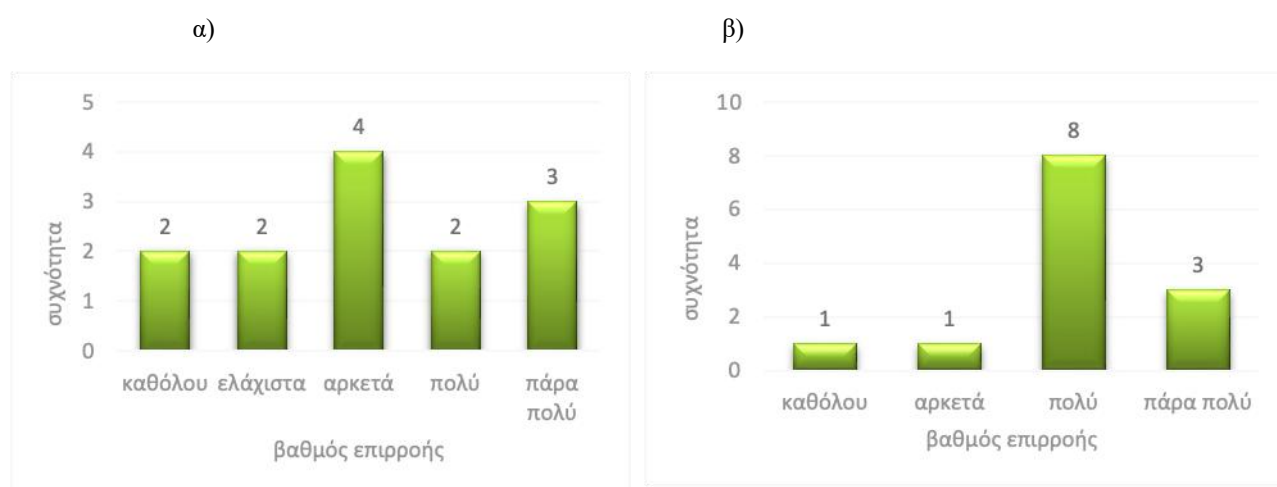 α)
β)
5
4
3
2
1
0
2
2
4
2
3
συχνότητα
καθόλου ελάχιστα αρκετά πολύ πάρα πολύ
βαθμός επιρροής
10
8
6
4
2
0
1
1
8
3
συχνότητα
καθόλου αρκετά πολύ πάρα πολύ
βαθμός επιρροής